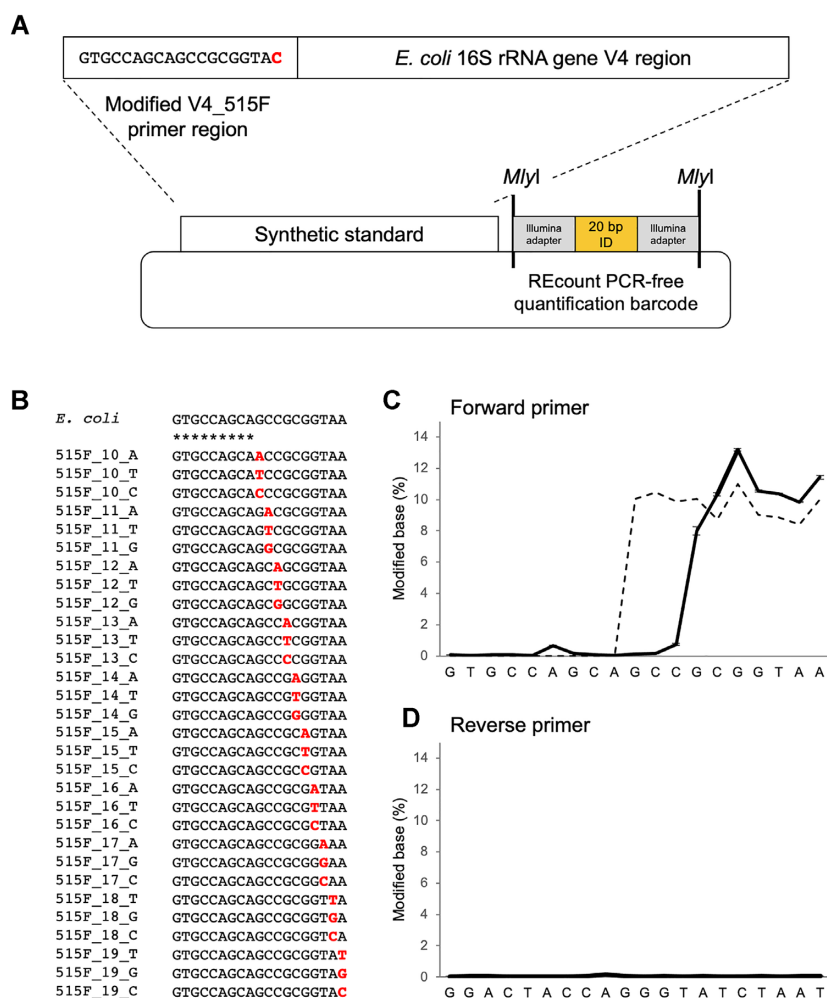 A
GTGCCAGCAGCCGCGGTAC
E. coli 16S rRNA gene V4 region
Modified V4_515F
primer region
MlyI
MlyI
Synthetic standard
Illumina
adapter
20 bp
ID
Illumina
adapter
REcount PCR-free
quantification barcode
B
E. coli GTGCCAGCAGCCGCGGTAA
*********
515F_10_A GTGCCAGCAACCGCGGTAA
515F_10_T GTGCCAGCATCCGCGGTAA
515F_10_C GTGCCAGCACCCGCGGTAA
515F_11_A GTGCCAGCAGACGCGGTAA
515F_11_T GTGCCAGCAGTCGCGGTAA
515F_11_G GTGCCAGCAGGCGCGGTAA
515F_12_A GTGCCAGCAGCAGCGGTAA
515F_12_T GTGCCAGCAGCTGCGGTAA
515F_12_G GTGCCAGCAGCGGCGGTAA
515F_13_A GTGCCAGCAGCCACGGTAA
515F_13_T GTGCCAGCAGCCTCGGTAA
515F_13_C GTGCCAGCAGCCCCGGTAA
515F_14_A GTGCCAGCAGCCGAGGTAA
515F_14_T GTGCCAGCAGCCGTGGTAA
515F_14_G GTGCCAGCAGCCGGGGTAA
515F_15_A GTGCCAGCAGCCGCAGTAA
515F_15_T GTGCCAGCAGCCGCTGTAA
515F_15_C GTGCCAGCAGCCGCCGTAA
515F_16_A GTGCCAGCAGCCGCGATAA
515F_16_T GTGCCAGCAGCCGCGTTAA
515F_16_C GTGCCAGCAGCCGCGCTAA
515F_17_A GTGCCAGCAGCCGCGGAAA
515F_17_G GTGCCAGCAGCCGCGGGAA
515F_17_C GTGCCAGCAGCCGCGGCAA
515F_18_T GTGCCAGCAGCCGCGGTTA
515F_18_G GTGCCAGCAGCCGCGGTGA
515F_18_C GTGCCAGCAGCCGCGGTCA
515F_19_T GTGCCAGCAGCCGCGGTAT
515F_19_G GTGCCAGCAGCCGCGGTAG
515F_19_C GTGCCAGCAGCCGCGGTAC
C
Forward primer
Modified base (%)
14
12
10
8
6
4
2
0
G T G C C A G C A G C C G C G G T A A
D
Reverse primer
Modified base (%)
14
12
10
8
6
4
2
0
G G A C T A C C A G G G T A T C T A A T